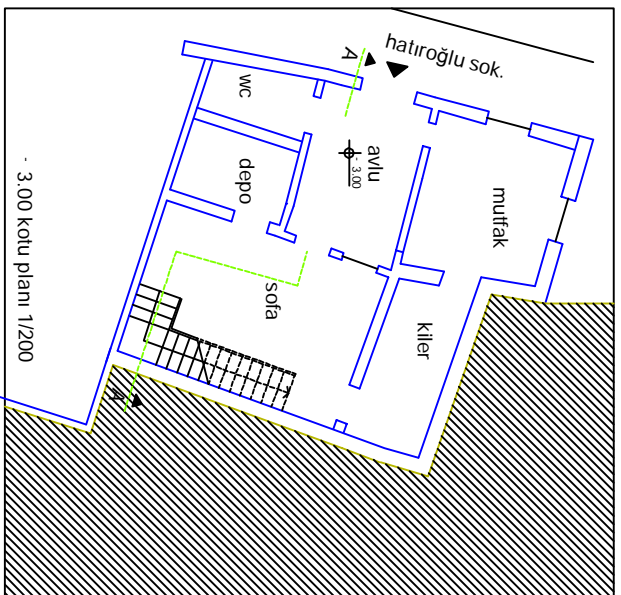 hatıroğlu sok.
A
wc
avlu
- 3.00
depo
mutfak
sofa
kiler
A
- 3.00 kotu planı 1/200